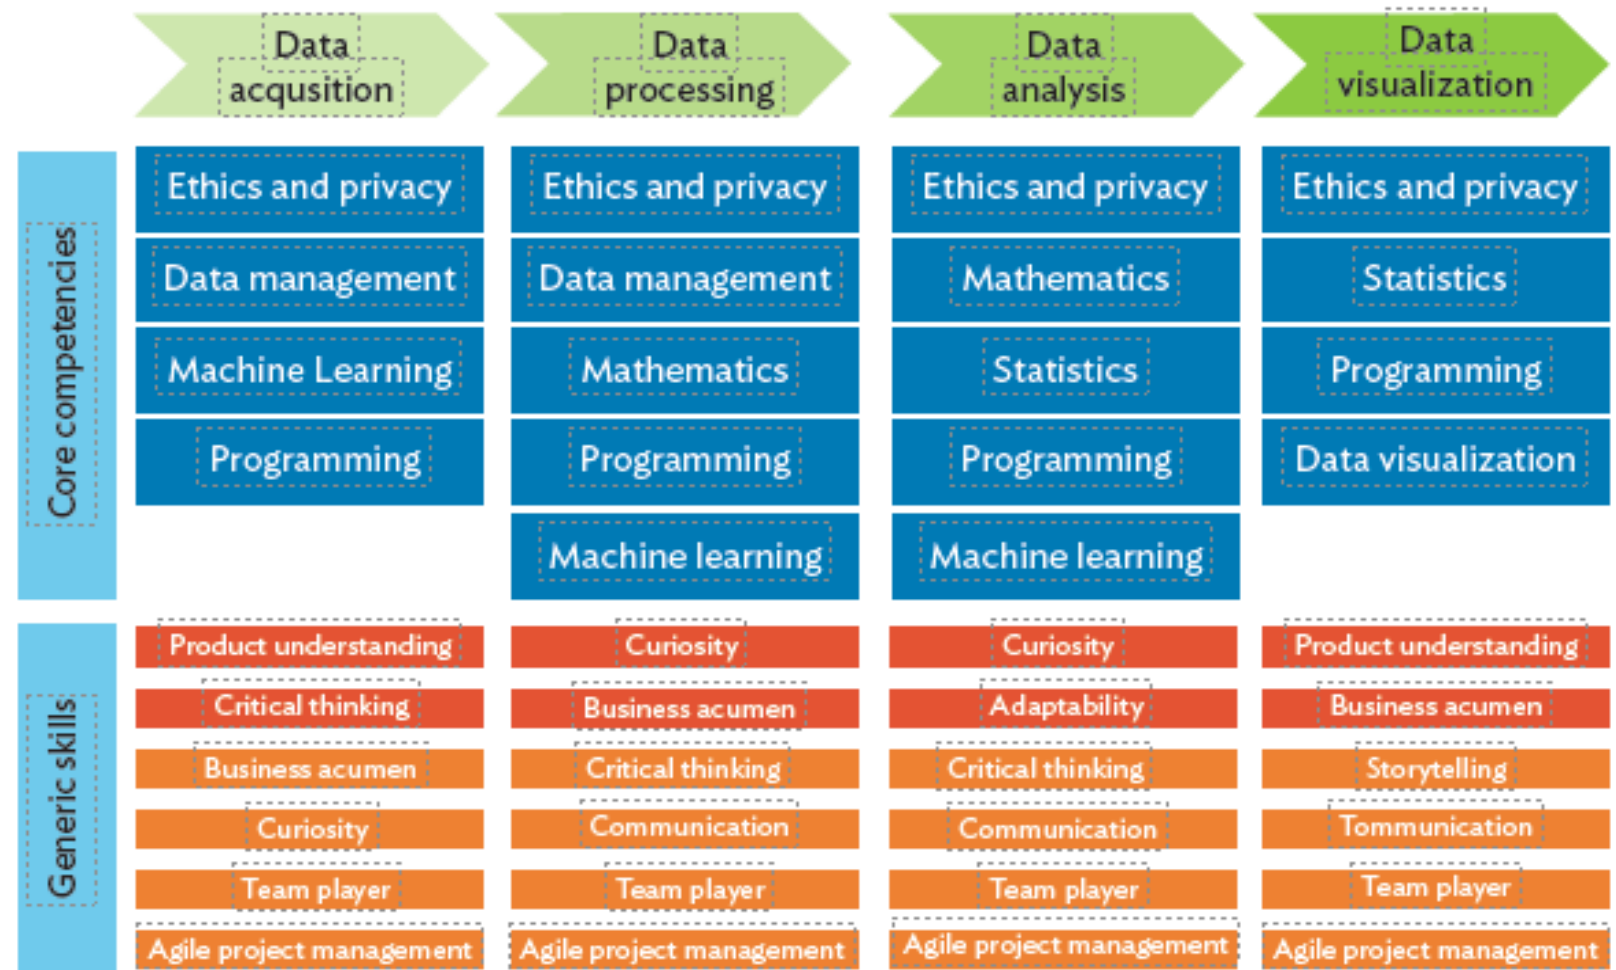 Data
acqusition
Data
processing
Data
analysis
Data
visualization
Core competencies
Ethics and privacy
Ethics and privacy
Ethics and privacy
Ethics and privacy
Data management
Data management
Mathematics
Statistics
Machine Learning
Mathematics
Statistics
Programming
Programming
Programming
Programming
Data visualization
Machine learning
Machine learning
Generic skills
Product understanding
Curiosity
Curiosity
Product understanding
Critical thinking
Business acumen
Adaptability
Business acumen
Business acumen
Critical thinking
Critical thinking
Storytelling
Curiosity
Communication
Communication
Tommunication
Team player
Team player
Team player
Team player
Agile project management
Agile project management
Agile project management
Agile project management